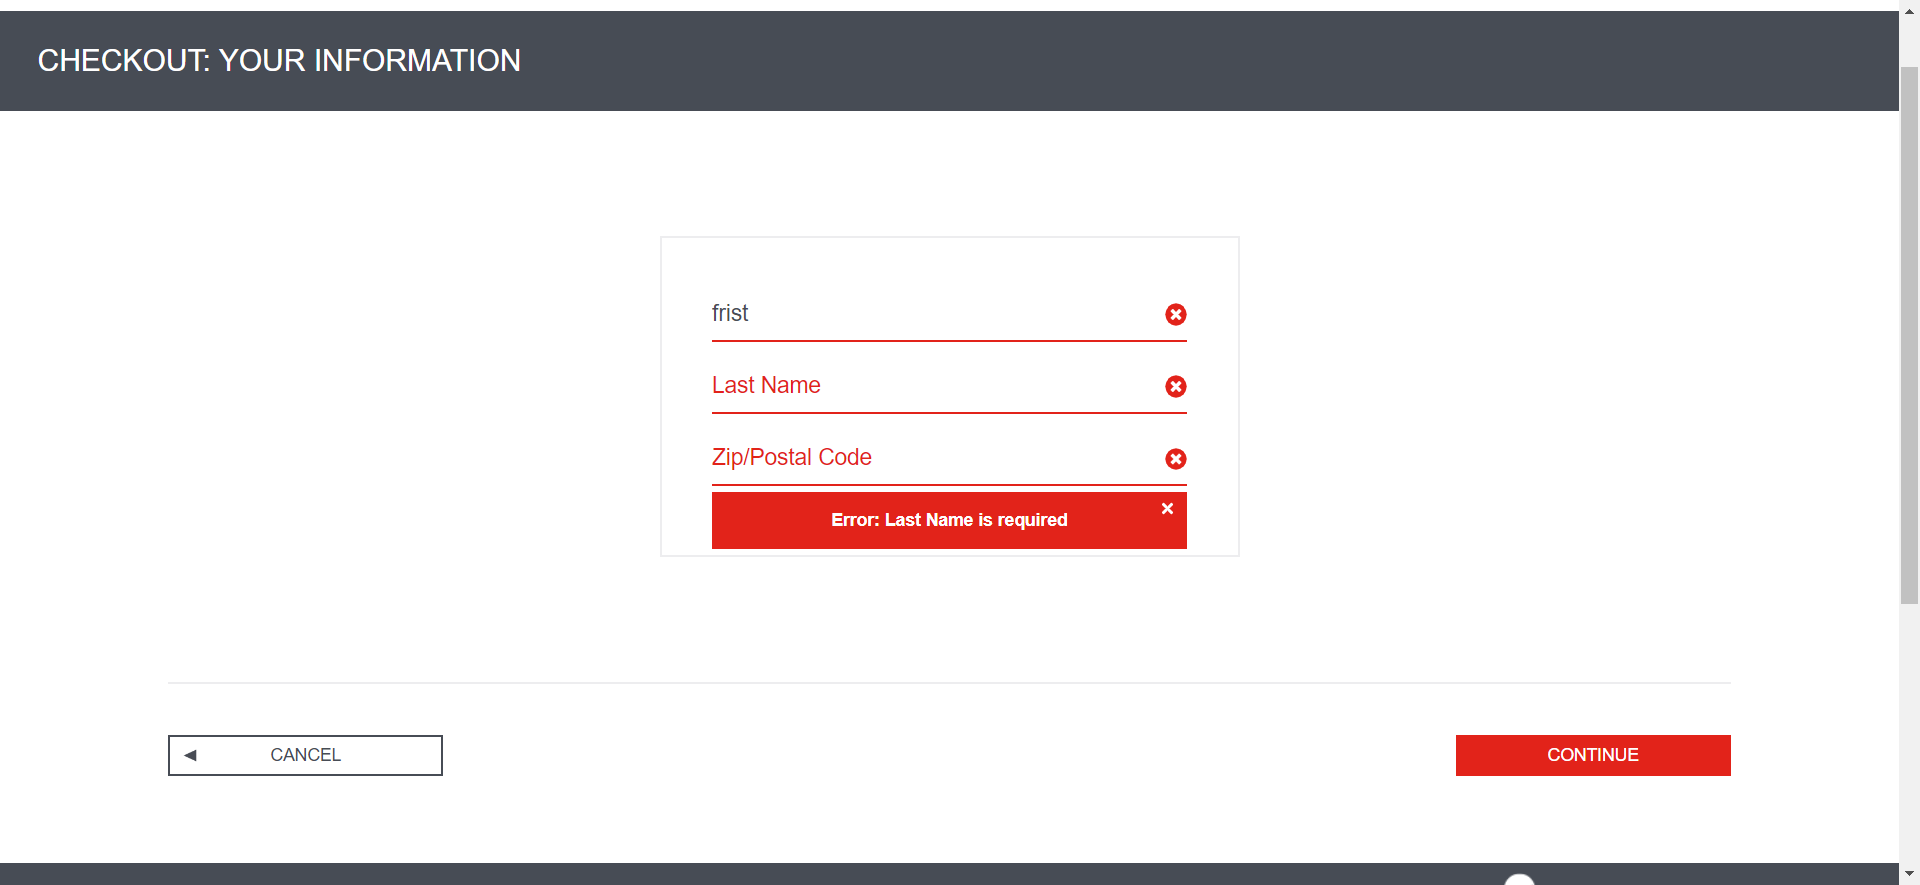 CHECKOUT: YOUR INFORMATION
frist
Last Name
Zip/Postal Code
Error: Last Name is required
CANCEL
CONTINUE